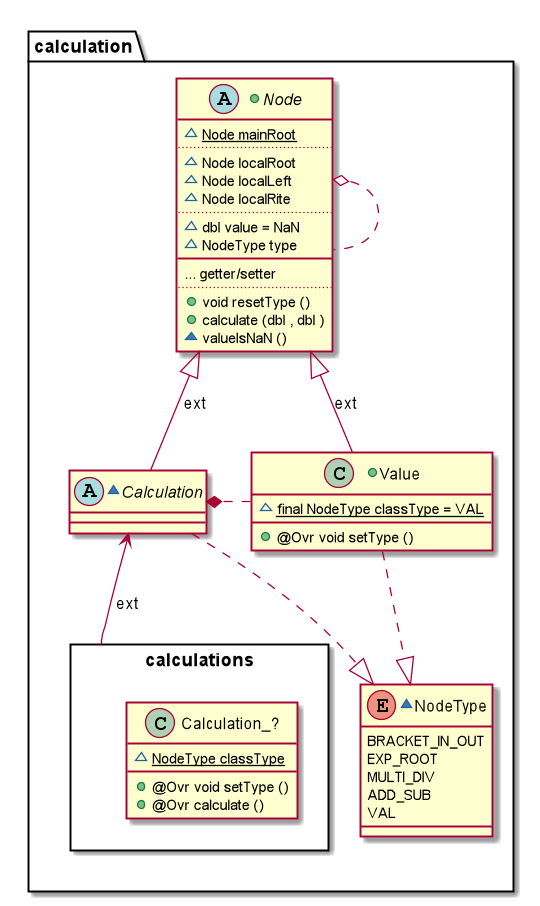 calculation
A Node
Node mainRoot
Node localRoot
Node localLeft
Node localRite
dbl value = NaN
NodeType type
... getter/setter
void resetType ()
calculate (dbl , dbl )
valueIsNaN ()
ext
ext
A Calculation
C Value
final NodeType classType = VAL
@Ovr void setType ()
ext
calculations
C Calculation_?
NodeType classType
@Ovr void setType ()
@Ovr calculate ()
E NodeType
BRACKET_IN_OUT
EXP_ROOT
MULTI_DIV
ADD_SUB
VAL